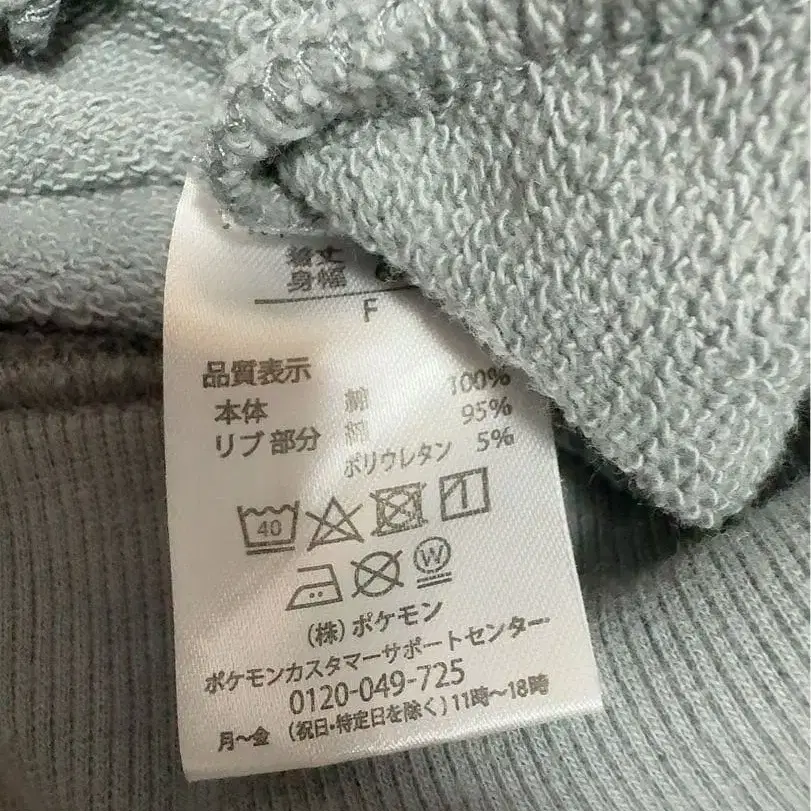 着丈
身幅
F
品質表示
本体 綿 100%
リブ部分 綿 95%
ポリウレタン 5%
40
W
(株)ポケモン
ポケモンカスタマーサポートセンター
0120-049-725
月〜金 (祝日・特定日を除く)11時〜18時